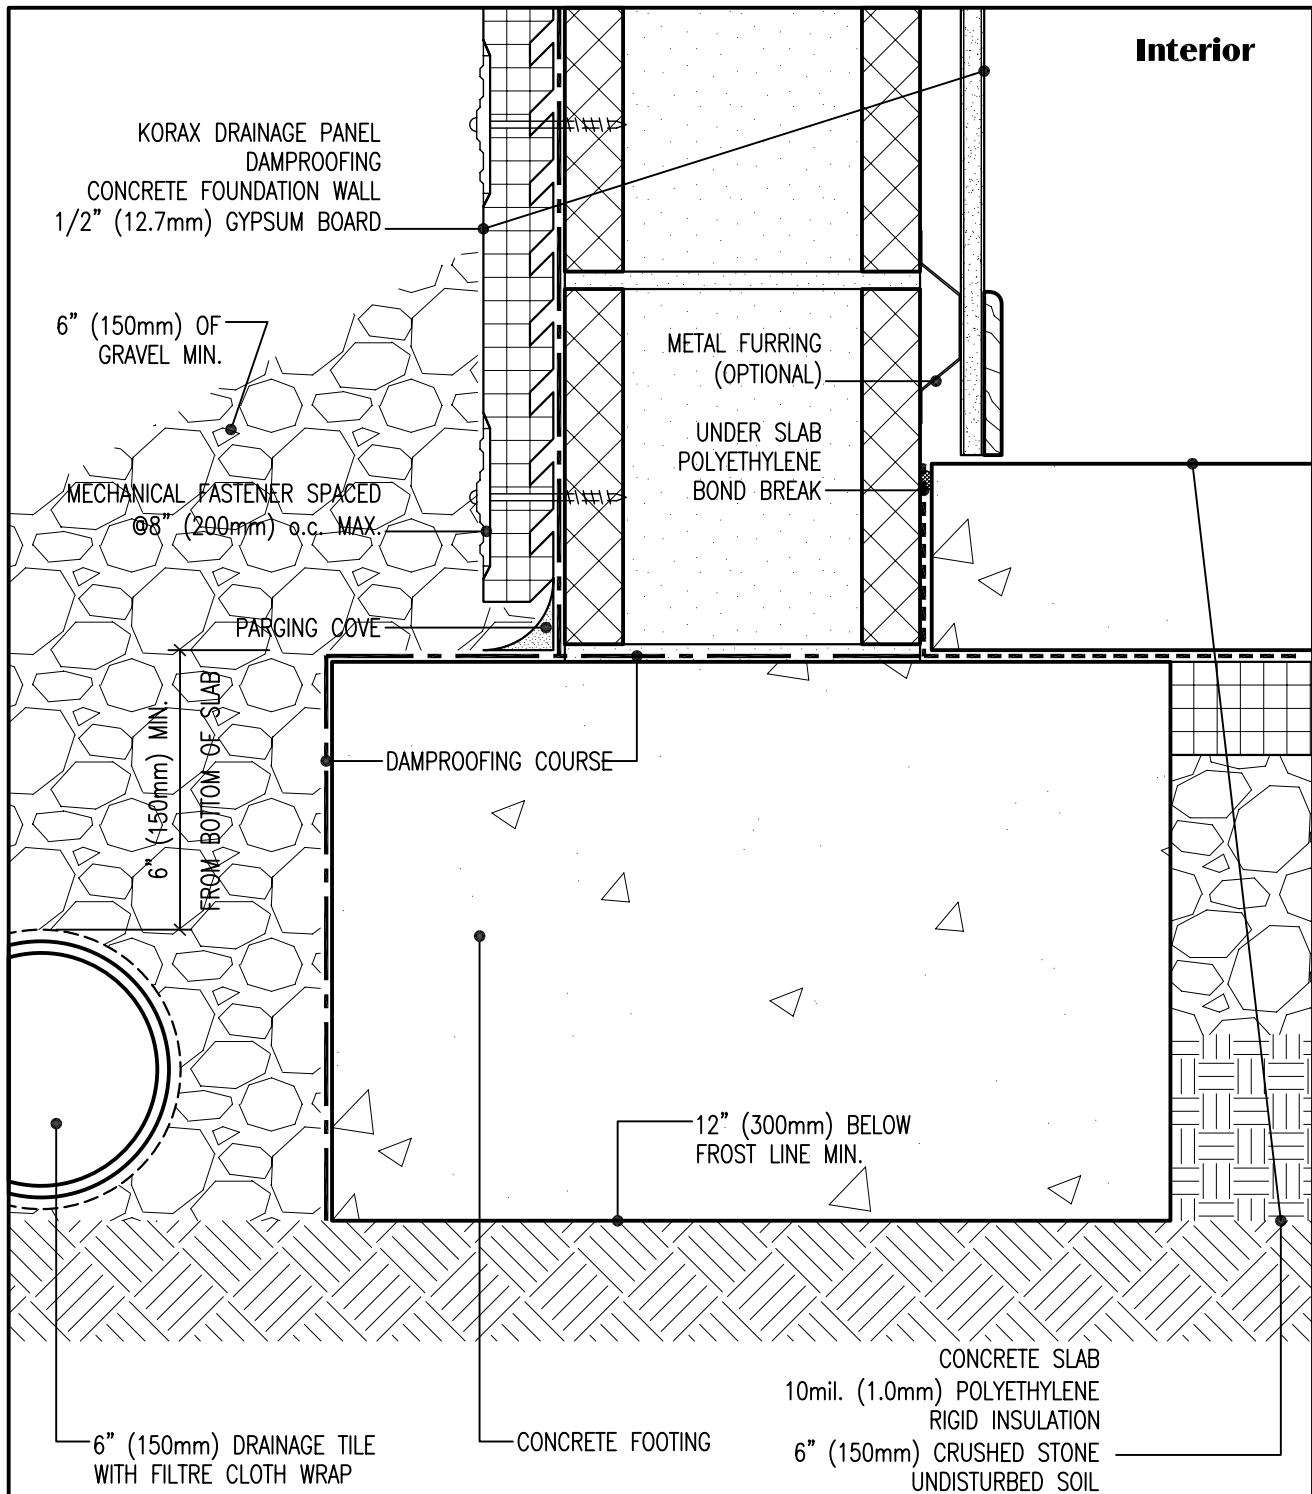 Interior
KORAX DRAINAGE PANEL
DAMPROOFING
CONCRETE FOUNDATION WALL
1/2" (12.7mm) GYPSUM BOARD
6" (150mm) OF
GRAVEL MIN.
METAL FURRING
(OPTIONAL)
UNDER SLAB
POLYETHYLENE
BOND BREAK
MECHANICAL FASTENER SPACED
@8" (200mm) o.c. MAX.
PARGING COVE
6" (150mm) MIN.
FROM BOTTOM OF SLAB
DAMPROOFING COURSE
12" (300mm) BELOW
FROST LINE MIN.
6" (150mm) DRAINAGE TILE
WITH FILTRE CLOTH WRAP
CONCRETE FOOTING
CONCRETE SLAB
10mil. (1.0mm) POLYETHYLENE
RIGID INSULATION
6" (150mm) CRUSHED STONE
UNDISTURBED SOIL